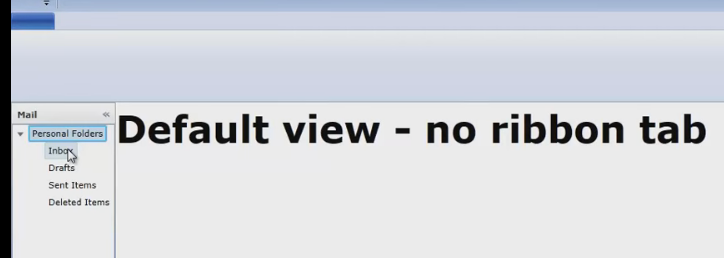 Mail
Personal Folders
Default view - no ribbon tab
Inbox
Drafts
Sent Items
Deleted Items